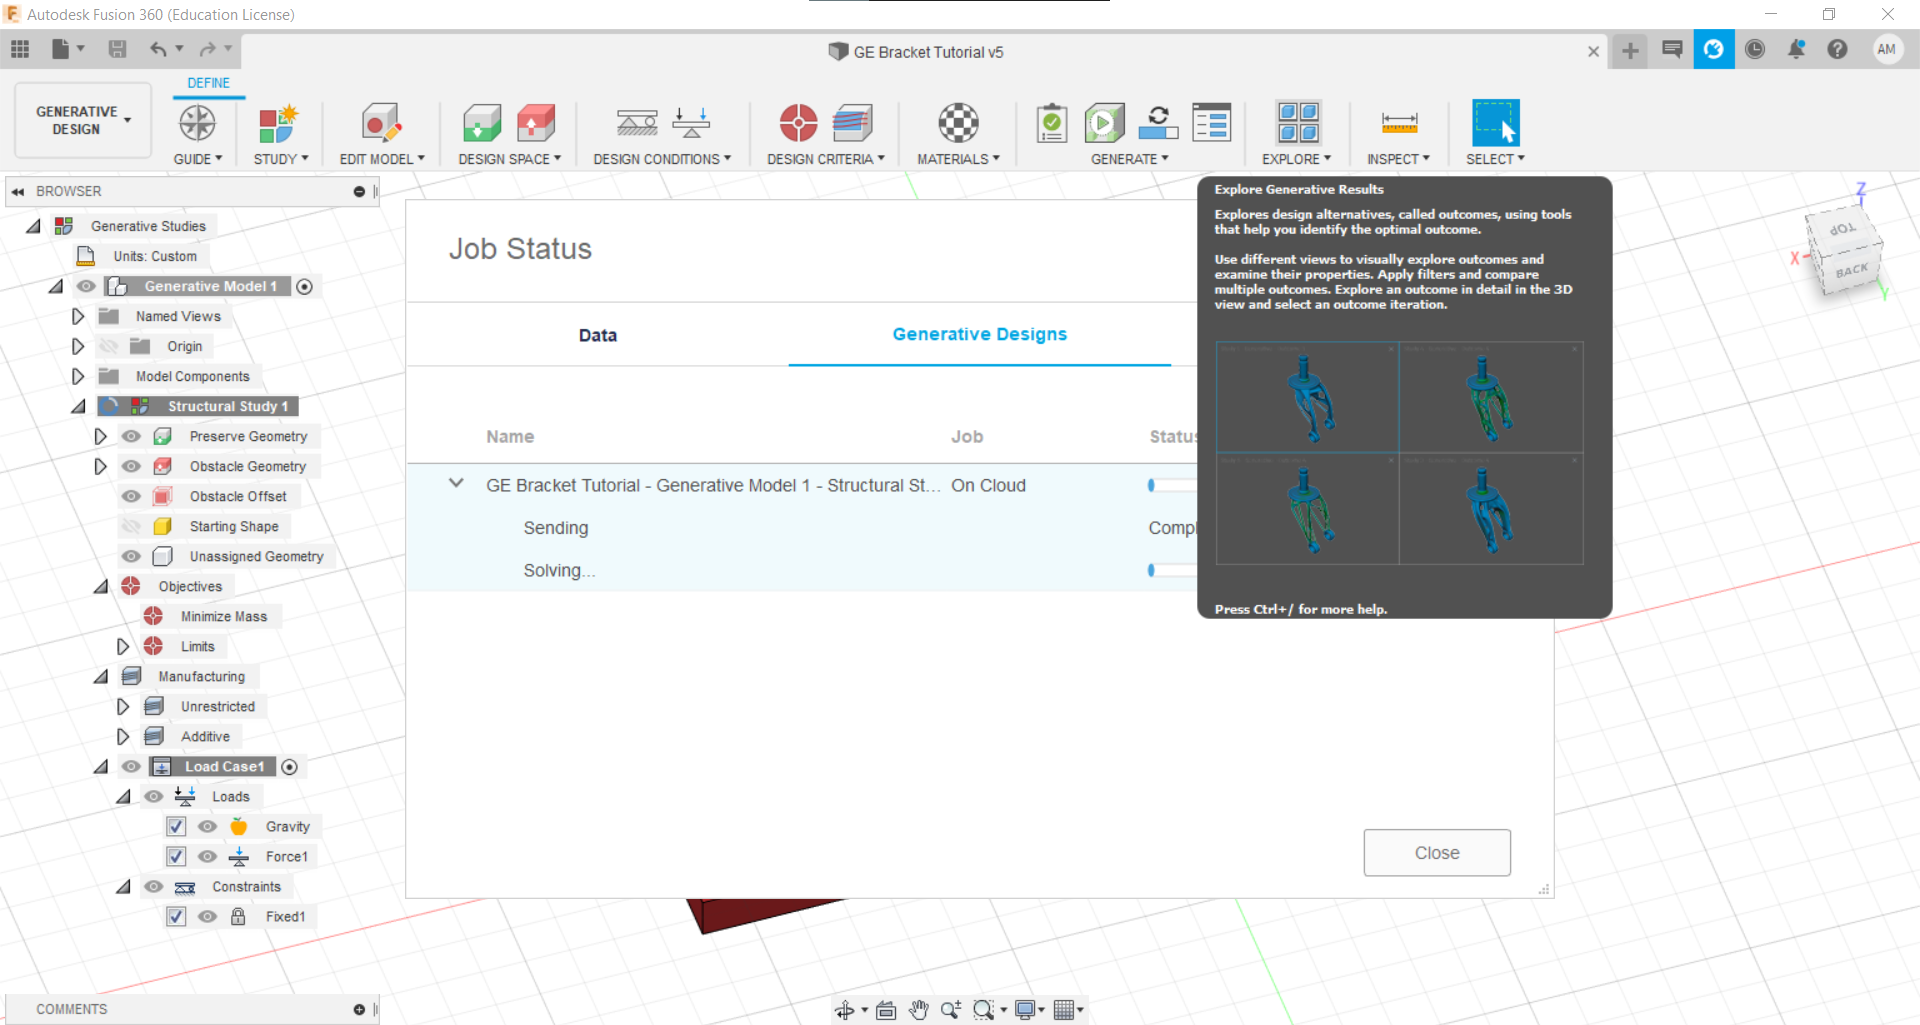 Autodesk Fusion 360 (Education License)
GE Bracket Tutorial v5
AM
DEFINE
GENERATIVE
DESIGN
GUIDE
STUDY
EDIT MODEL
DESIGN SPACE
DESIGN CONDITIONS
DESIGN CRITERIA
MATERIALS
GENERATE
EXPLORE
INSPECT
SELECT
BROWSER
Generative Studies
Units: Custom
Generative Model 1
Named Views
Origin
Model Components
Structural Study 1
Preserve Geometry
Obstacle Geometry
Obstacle Offset
Starting Shape
Unassigned Geometry
Objectives
Minimize Mass
Limits
Manufacturing
Unrestricted
Additive
Load Case1
Loads
Gravity
Force1
Constraints
Fixed1
COMMENTS
Job Status
Data
Generative Designs
Name
Job
Status
GE Bracket Tutorial - Generative Model 1 - Structural St...
On Cloud
Sending
Compl
Solving...
Close
Explore Generative Results
Explores design alternatives, called outcomes, using tools
that help you identify the optimal outcome.
Use different views to visually explore outcomes and
examine their properties. Apply filters and compare
multiple outcomes. Explore an outcome in detail in the 3D
view and select an outcome iteration.
Press Ctrl+/ for more help.
Z
TOP
X
BACK
Y